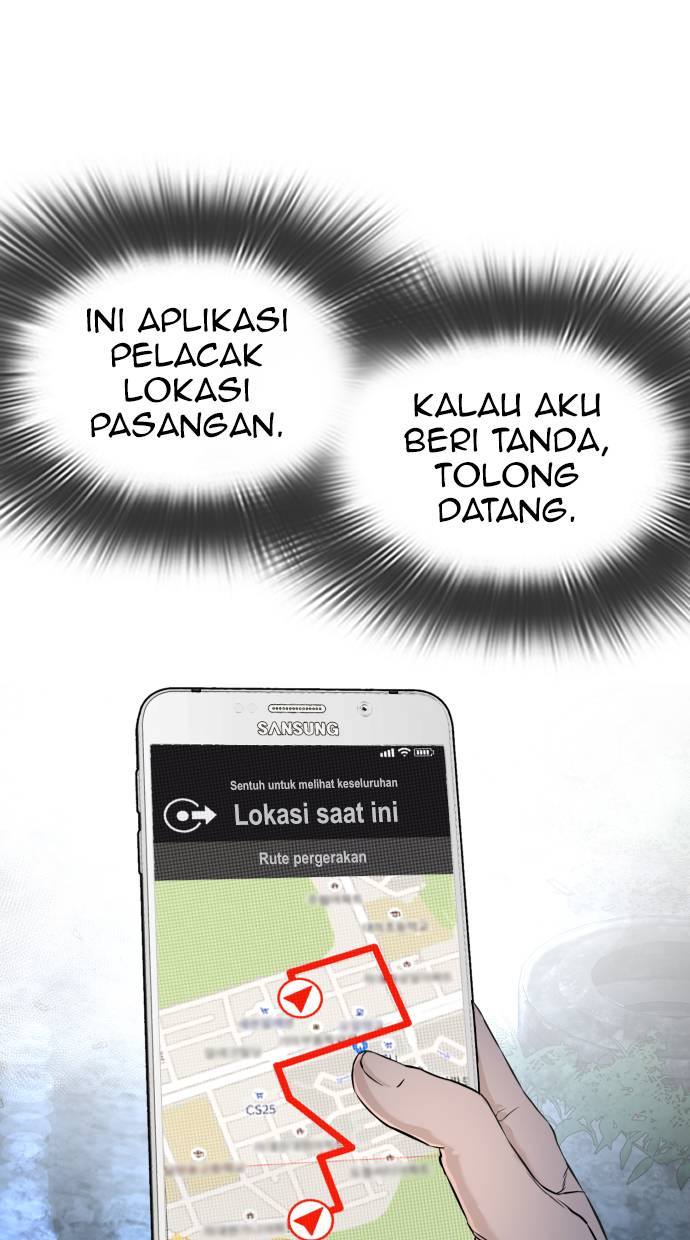 INI APLIKASI
PELACAK
LOKASI
PASANGAN.
KALAU AKU
BERI TANDA,
TOLONG
DATANG.
SANSUNG
Sentuh untuk melihat keseluruhan
Lokasi saat ini
Rute pergerakan
CS25